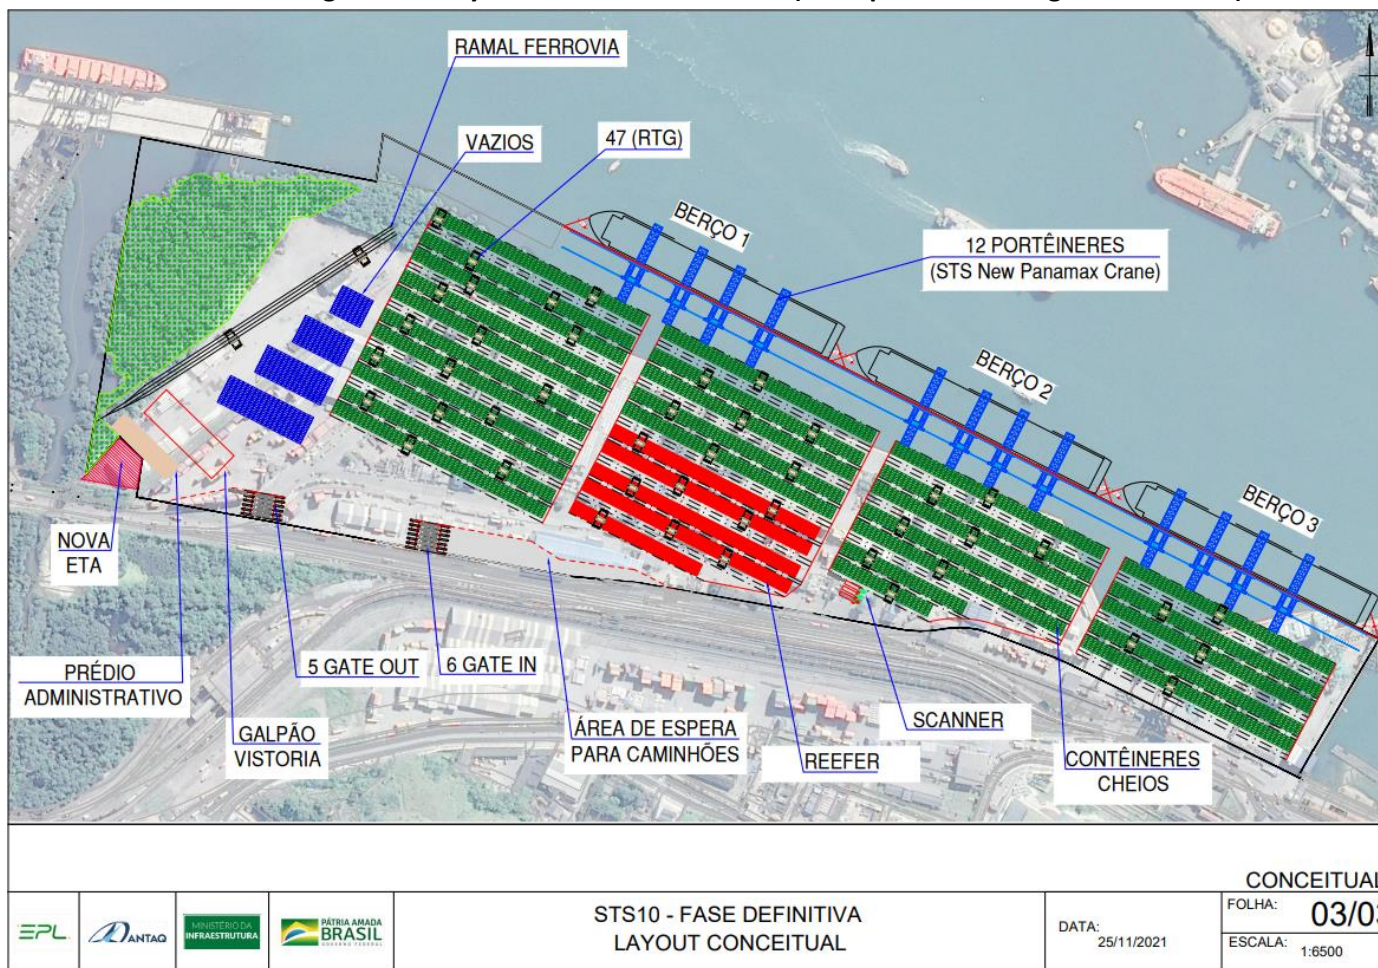 RAMAL FERROVIA
VAZIOS
47 (RTG)
BERÇO 1
12 PORTÊINERES
(STS New Panamax Crane)
BERÇO 2
BERÇO 3
NOVA
ETA
PRÉDIO
ADMINISTRATIVO
5 GATE OUT
6 GATE IN
GALPÃO
VISTORIA
ÁREA DE ESPERA
PARA CAMINHÕES
REEFER
SCANNER
CONTÊINERES
CHEIOS
CONCEITUAL
EPL
ANTAQ
MINISTÉRIO DA
INFRAESTRUTURA
PÁTRIA AMADA
BRASIL
GOVERNO FEDERAL
STS10 - FASE DEFINITIVA
LAYOUT CONCEITUAL
DATA:
25/11/2021
FOLHA:
03/03
ESCALA:
1:6500